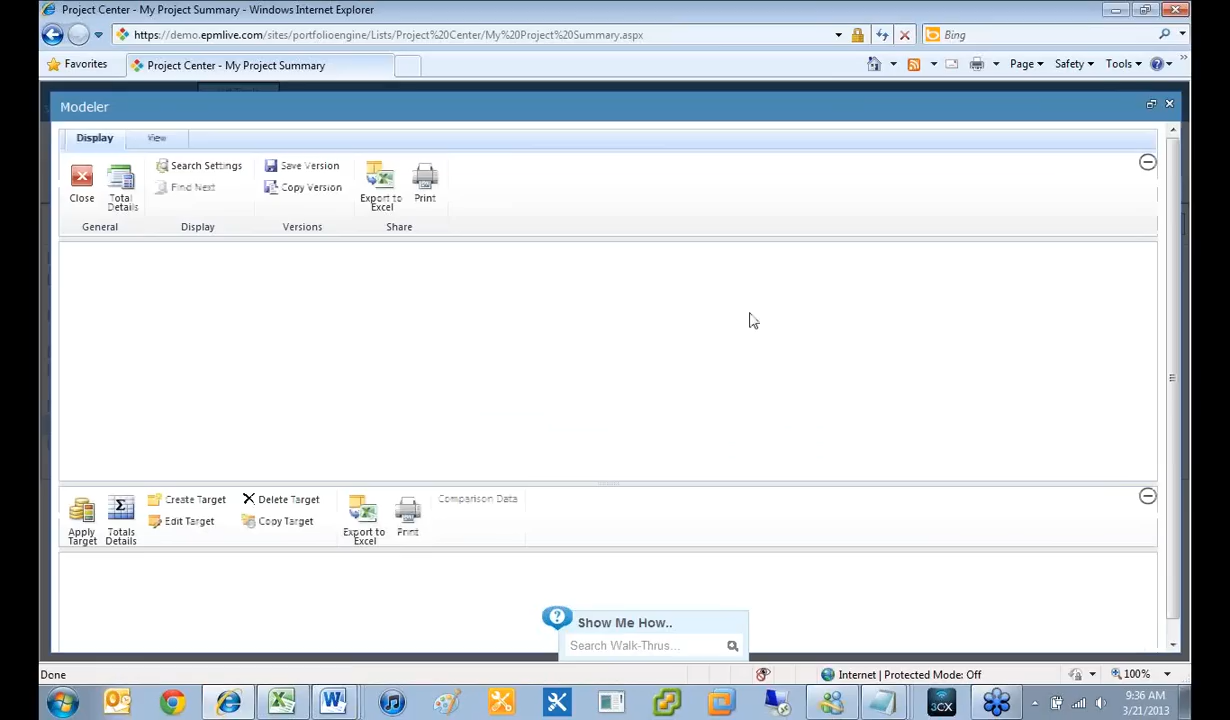 Project Center - My Project Summary - Windows Internet Explorer
https://demo.epmlive.com/sites/portfolioengine/Lists/Project%20Center/My%20Project%20Summary.aspx
Bing
Favorites
Project Center - My Project Summary
Page
Safety
Tools
Modeler
Display
View
Close
Total
Details
Search Settings
Find Next
Save Version
Copy Version
Export to
Excel
Print
General
Display
Versions
Share
Apply
Target
Totals
Details
Create Target
Edit Target
Delete Target
Copy Target
Export to
Excel
Print
Comparison Data
Show Me How..
Search Walk-Thrus...
Done
Internet | Protected Mode: Off
100%
3CX
9:36 AM
3/21/2013